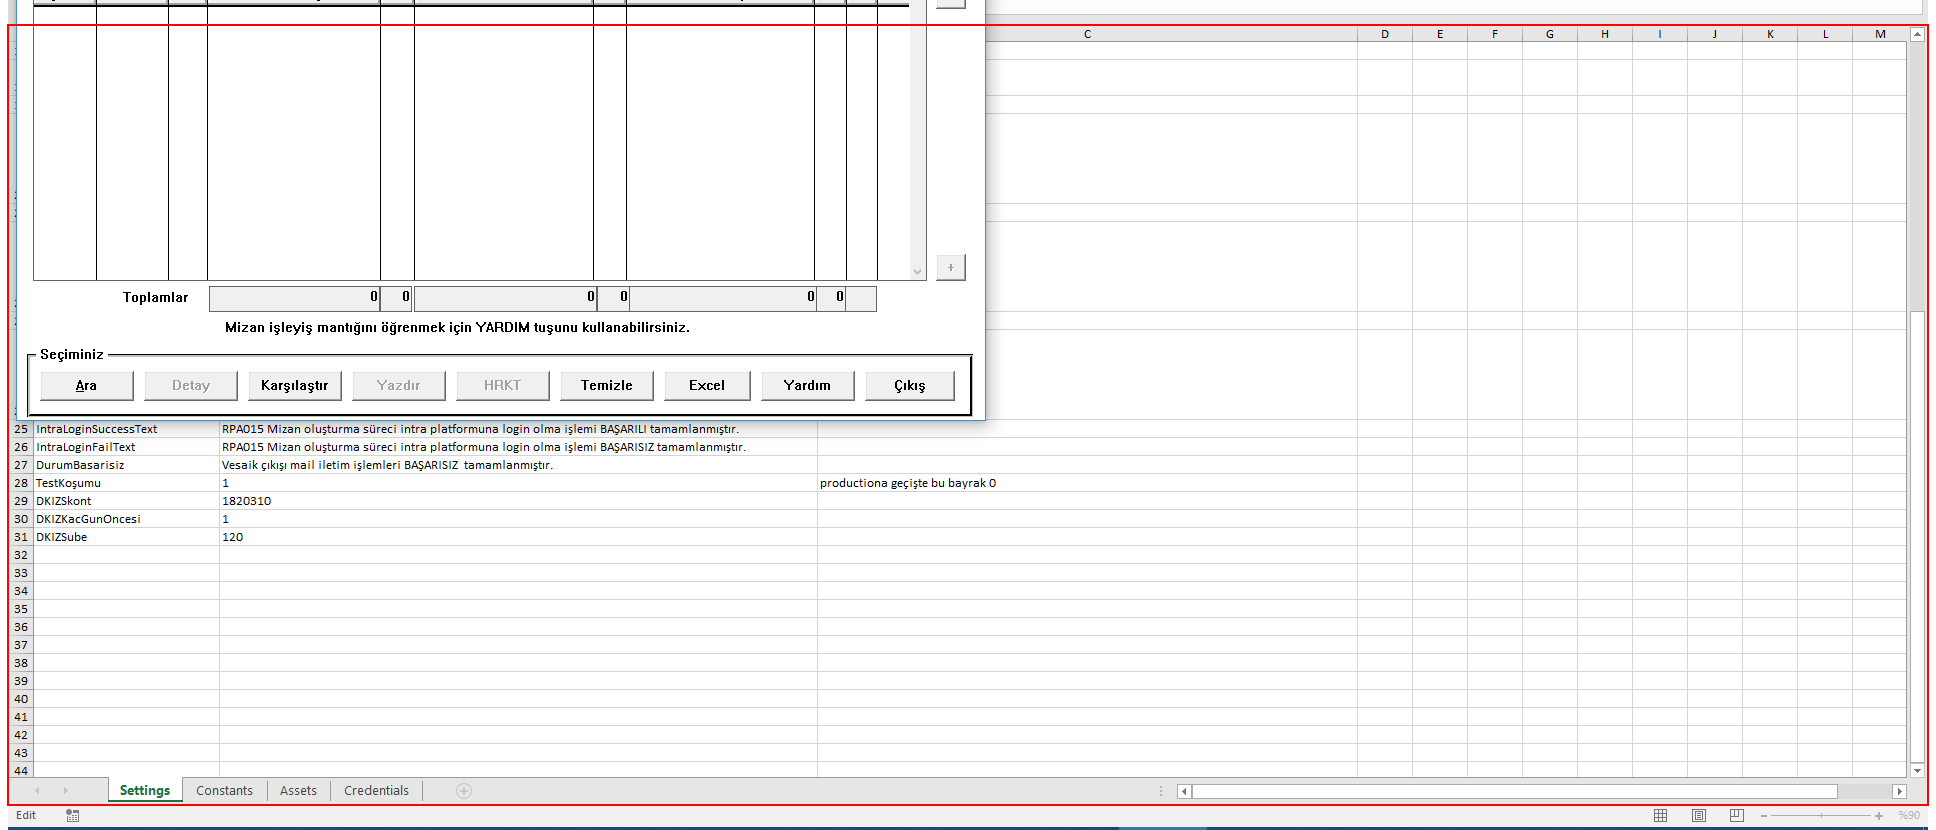 C D E F G H I J K L M
+
Toplamlar 0 0 0 0 0 0
Mizan işleyiş mantığını öğrenmek için YARDIM tuşunu kullanabilirsiniz.
Seçiminiz
Ara Detay Karşılaştır Yazdır HRKT Temizle Excel Yardım Çıkış
25 IntraLoginSuccessText RPA015 Mizan oluşturma süreci intra platformuna login olma işlemi BAŞARILI tamamlanmıştır.
26 IntraLoginFailText RPA015 Mizan oluşturma süreci intra platformuna login olma işlemi BAŞARISIZ tamamlanmıştır.
27 DurumBasarisiz Vesaik çıkışı mail iletim işlemleri BAŞARISIZ tamamlanmıştır.
28 TestKoşumu 1 productiona geçişte bu bayrak 0
29 DKIZSkont 1820310
30 DKIZKacGunOncesi 1
31 DKIZSube 120
32
33
34
35
36
37
38
39
40
41
42
43
44
Settings Constants Assets Credentials
Edit %90